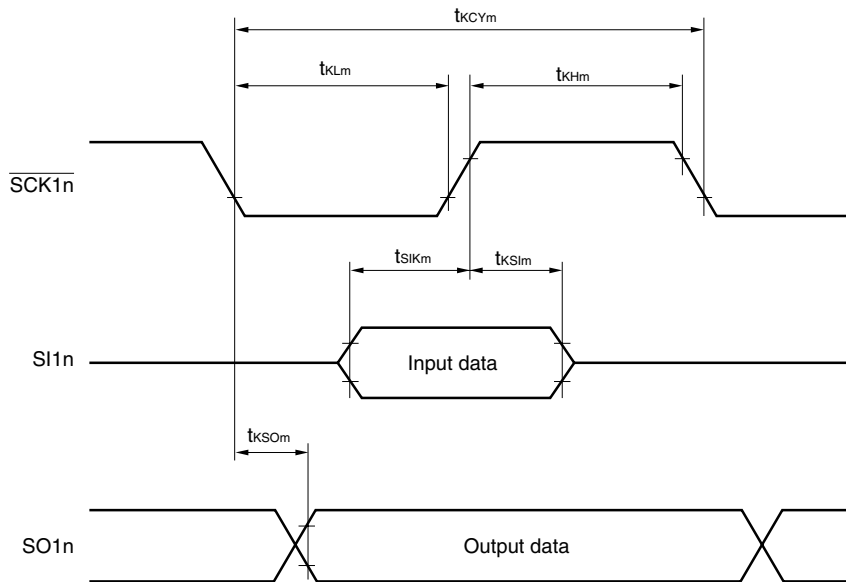 tKCYm
tKLm
tKHm
SCK1n
tSIKm
tKSIm
SI1n
Input data
tKSOm
SO1n
Output data